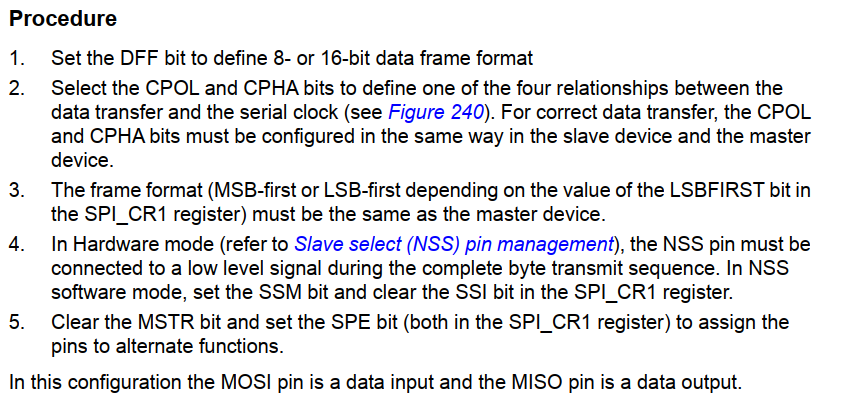 Procedure
1. Set the DFF bit to define 8- or 16-bit data frame format
2. Select the CPOL and CPHA bits to define one of the four relationships between the
data transfer and the serial clock (see Figure 240). For correct data transfer, the CPOL
and CPHA bits must be configured in the same way in the slave device and the master
device.
3. The frame format (MSB-first or LSB-first depending on the value of the LSBFIRST bit in
the SPI_CR1 register) must be the same as the master device.
4. In Hardware mode (refer to Slave select (NSS) pin management), the NSS pin must be
connected to a low level signal during the complete byte transmit sequence. In NSS
software mode, set the SSM bit and clear the SSI bit in the SPI_CR1 register.
5. Clear the MSTR bit and set the SPE bit (both in the SPI_CR1 register) to assign the
pins to alternate functions.
In this configuration the MOSI pin is a data input and the MISO pin is a data output.